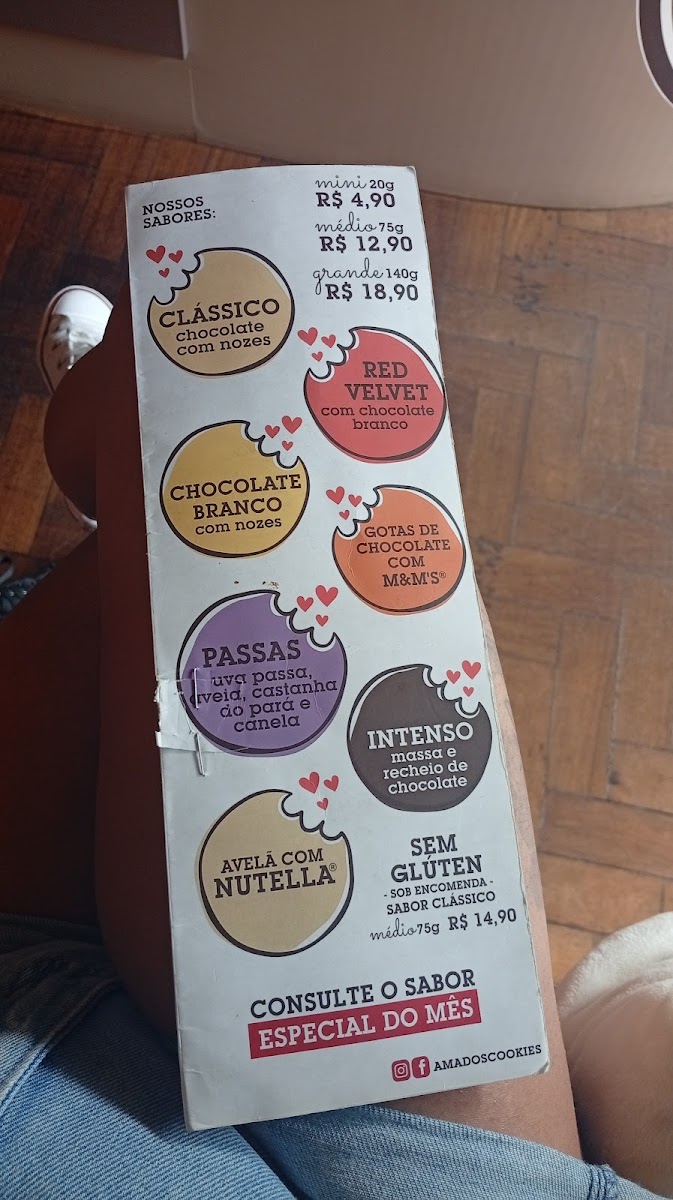 NOSSOS
SABORES:
mini 20g
R$ 4,90
médio 75g
R$ 12,90
grande 140g
R$ 18,90
CLÁSSICO
chocolate
com nozes
RED
VELVET
com chocolate
branco
CHOCOLATE
BRANCO
com nozes
GOTAS DE
CHOCOLATE
COM
M&M'S®
PASSAS
uva passa,
aveia, castanha
do pará e
canela
INTENSO
massa e
recheio de
chocolate
AVELÃ COM
NUTELLA®
SEM
GLÚTEN
- SOB ENCOMENDA -
SABOR CLÁSSICO
médio 75g R$ 14,90
CONSULTE O SABOR
ESPECIAL DO MÊS
AMADOSCOOKIES